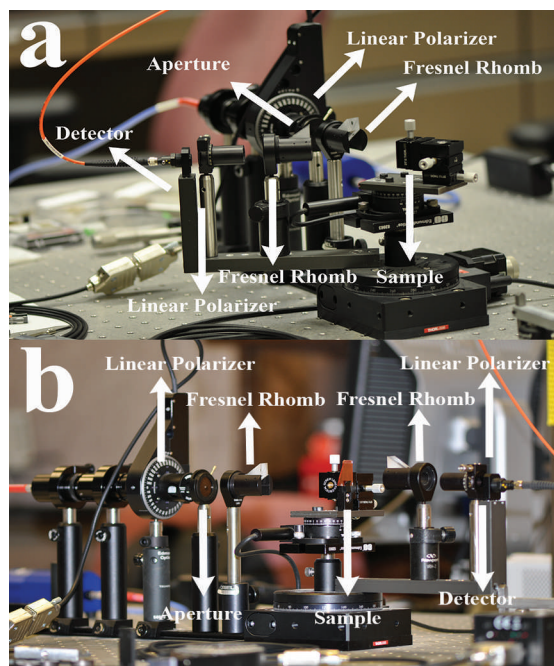 a
Linear Polarizer
Aperture
Fresnel Rhomb
Detector
Fresnel Rhomb
Sample
Linear Polarizer
b
Linear Polarizer
Linear Polarizer
Fresnel Rhomb
Fresnel Rhomb
Aperture
Sample
Detector